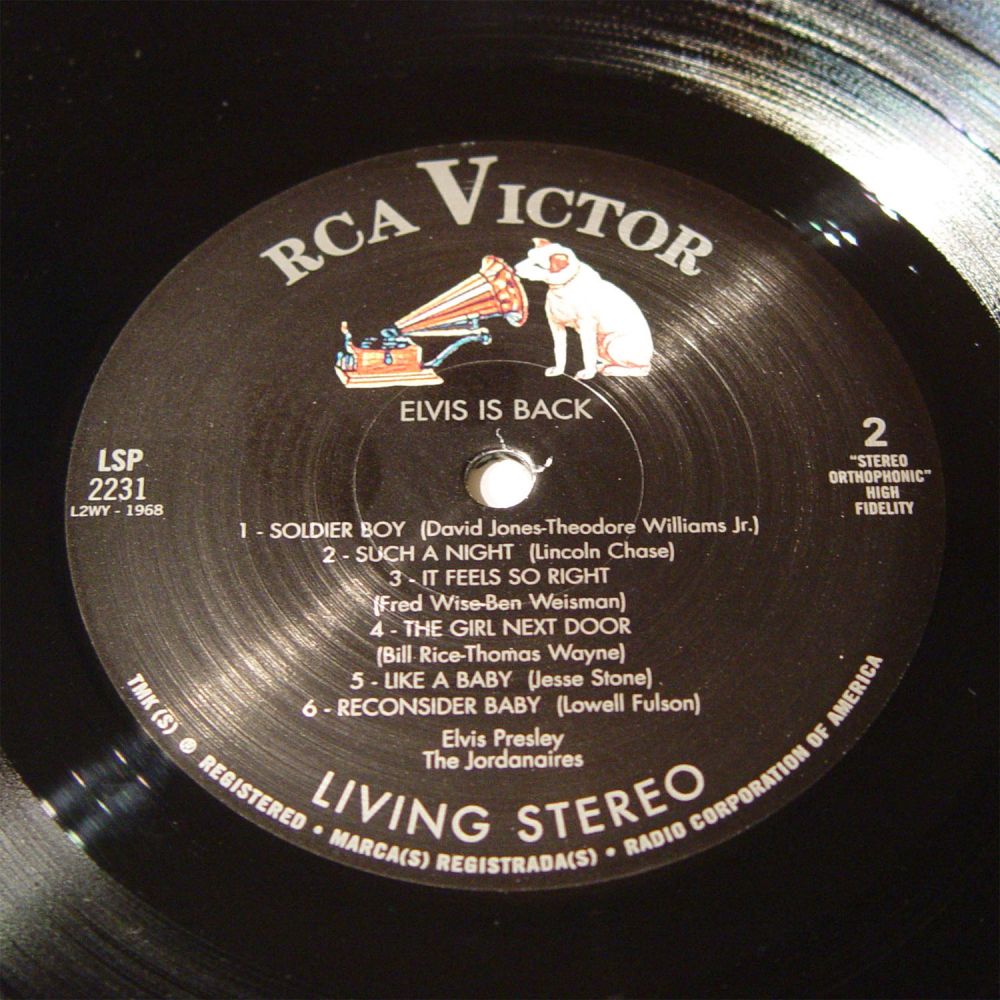 RCA VICTOR
ELVIS IS BACK
LSP
2231
L2WY - 1968
2
"STEREO
ORTHOPHONIC"
HIGH
FIDELITY
1 - SOLDIER BOY (David Jones-Theodore Williams Jr.)
2 - SUCH A NIGHT (Lincoln Chase)
3 - IT FEELS SO RIGHT
(Fred Wise-Ben Weisman)
4 - THE GIRL NEXT DOOR
(Bill Rice-Thomas Wayne)
5 - LIKE A BABY (Jesse Stone)
6 - RECONSIDER BABY (Lowell Fulson)
Elvis Presley
The Jordanaires
LIVING STEREO
TMK(S) ® REGISTERED • MARCA(S) REGISTRADA(S) • RADIO CORPORATION OF AMERICA